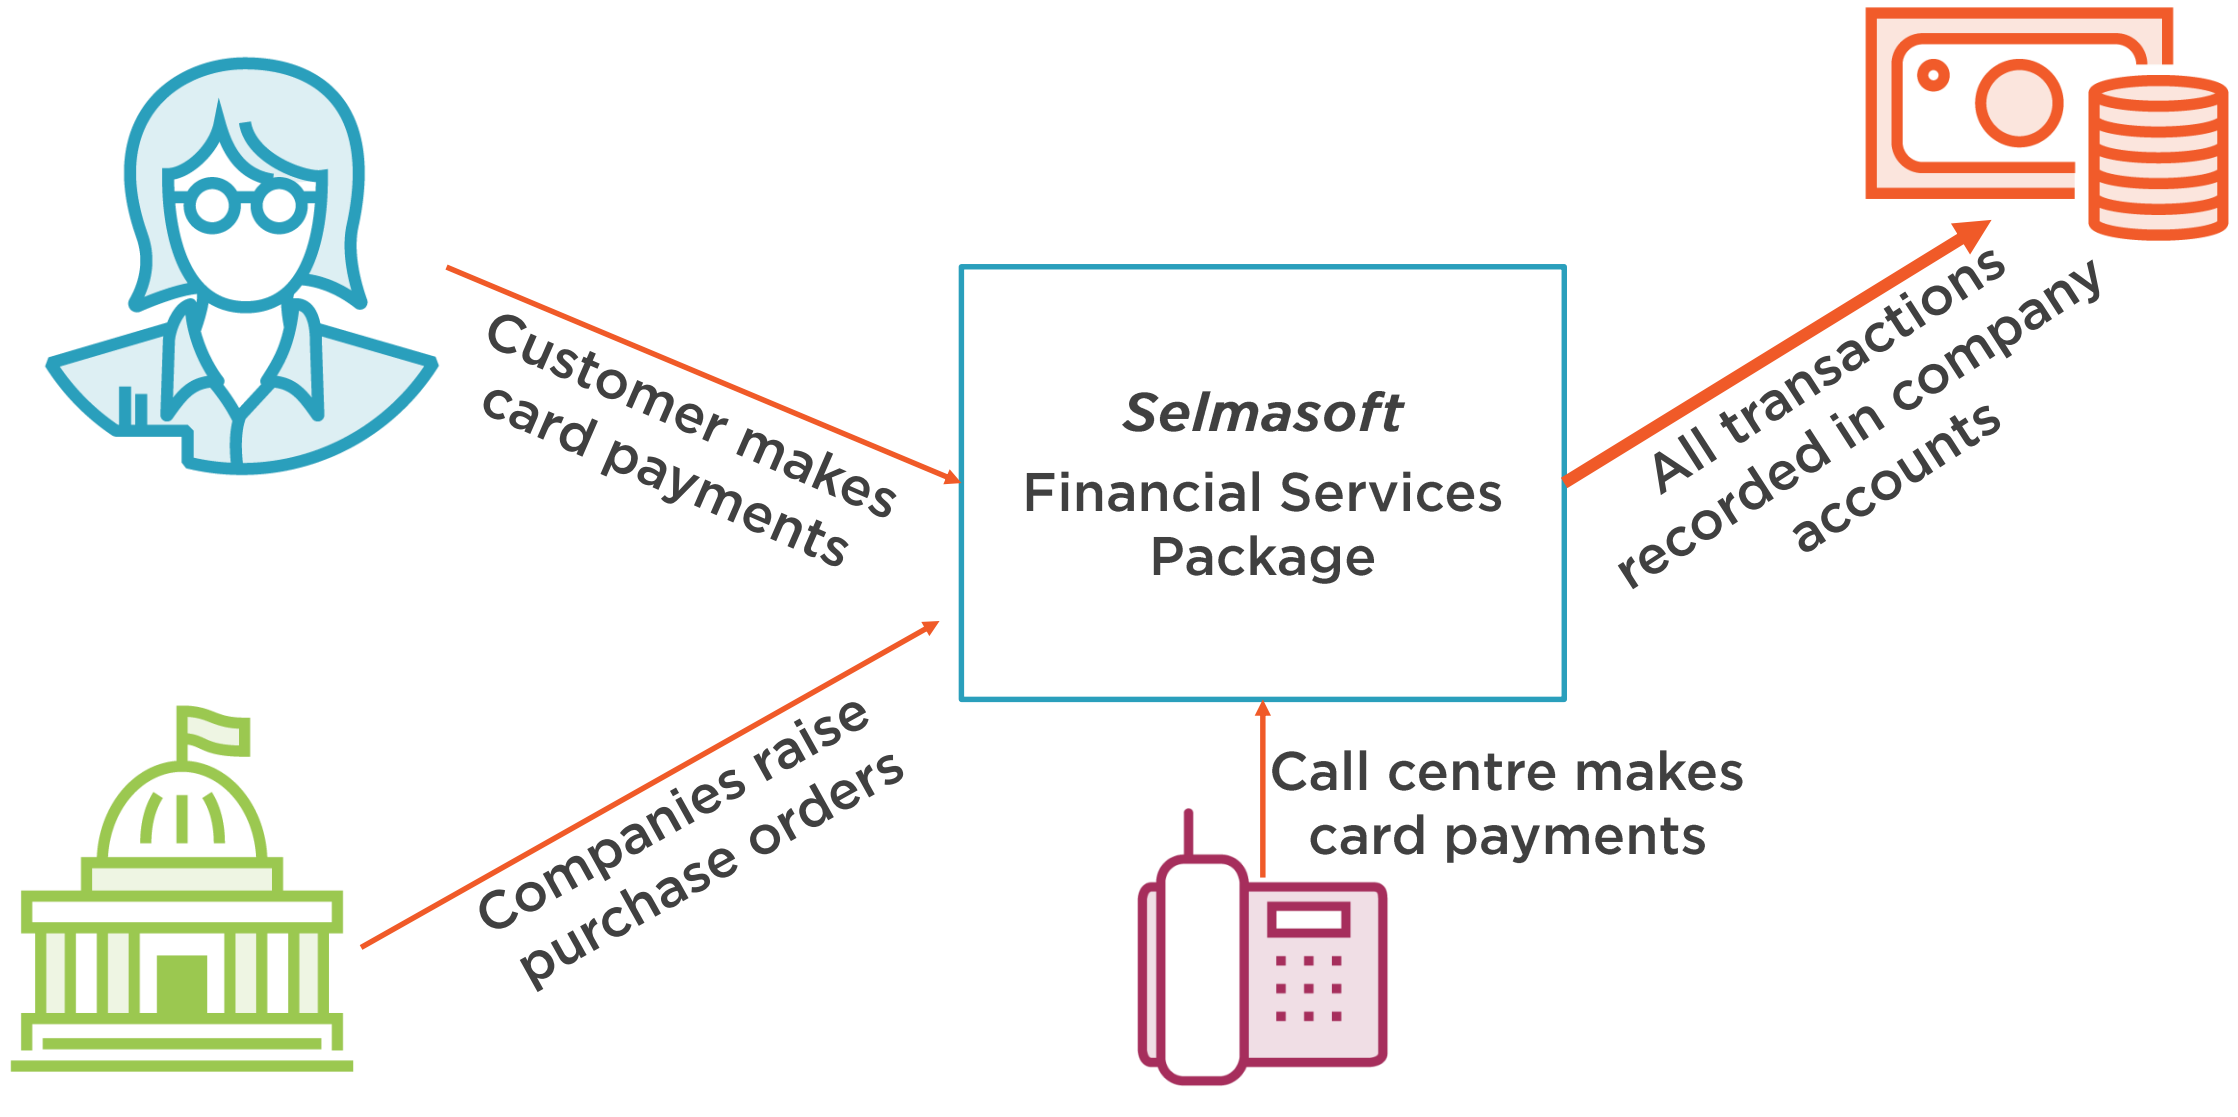 Customer makes
card payments
Selmasoft
Financial Services
Package
All transactions
recorded in company
accounts
Companies raise
purchase orders
Call centre makes
card payments